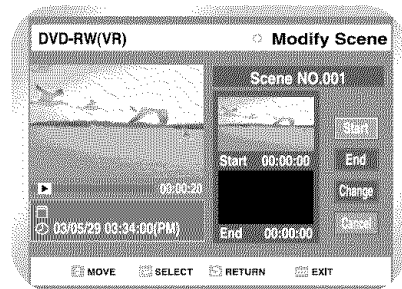 DVD-RW(VR)
Modify Scene
Scene NO.001
Start 00:00:00
End 00:00:00
Start
End
Change
Cancel
00:00:20
03/05/29 03:34:00(PM)
MOVE SELECT RETURN EXIT